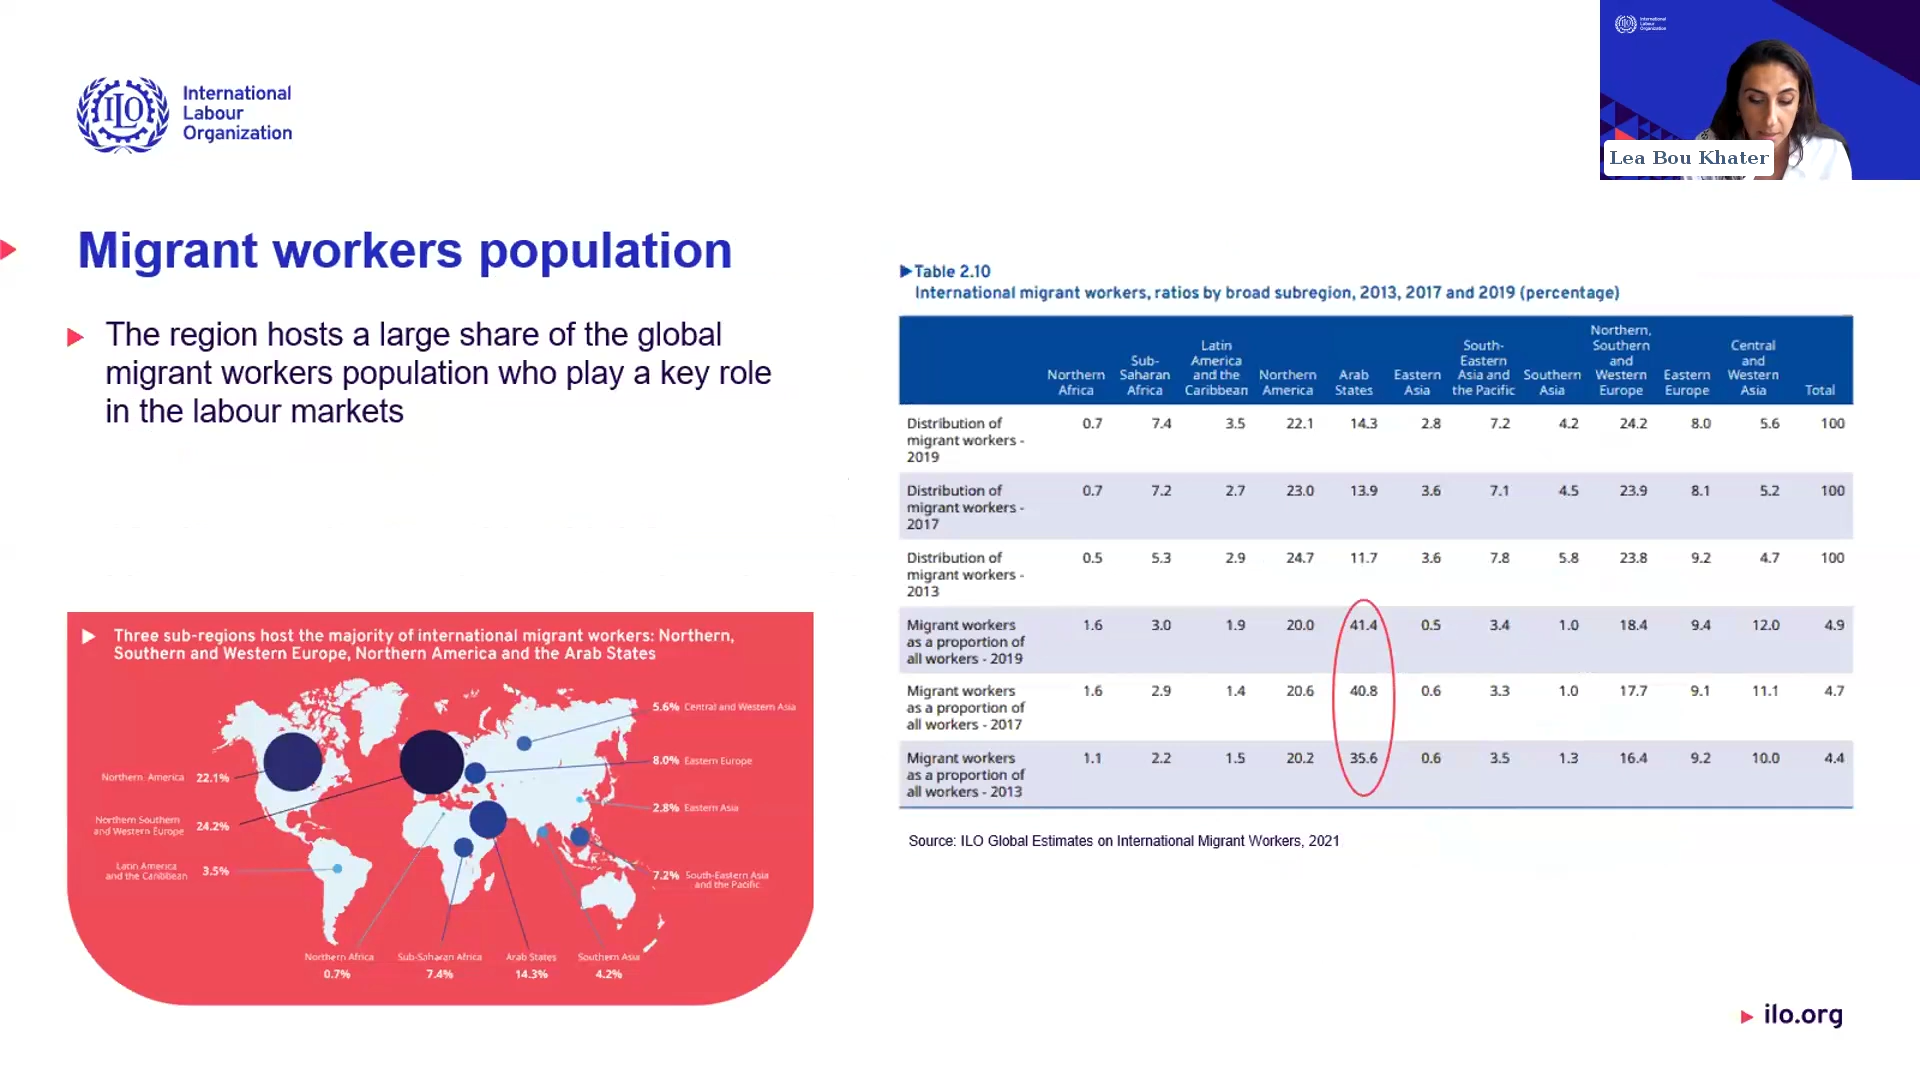 International
Labour
Organization
ILO
International
Labour
Organization
Lea Bou Khater
Migrant workers population
The region hosts a large share of the global
migrant workers population who play a key role
in the labour markets
Three sub-regions host the majority of international migrant workers: Northern,
Southern and Western Europe, Northern America and the Arab States
5.6% Central and Western Asia
8.0% Eastern Europe
Northern America 22.1%
2.8% Eastern Asia
Northern Southern
and Western Europe 24.2%
Latin America
and the Caribbean 3.5%
7.2% South-Eastern Asia
and the Pacific
Northern Africa Sub-Saharan Africa Arab States Southern Asia
0.7% 7.4% 14.3% 4.2%
Table 2.10
International migrant workers, ratios by broad subregion, 2013, 2017 and 2019 (percentage)
Northern,
Latin South- Southern Central
Sub- America Eastern and and
Northern Saharan and the Northern Arab Eastern Asia and Southern Western Eastern Western
Africa Africa Caribbean America States Asia the Pacific Asia Europe Europe Asia Total
Distribution of 0.7 7.4 3.5 22.1 14.3 2.8 7.2 4.2 24.2 8.0 5.6 100
migrant workers -
2019
Distribution of 0.7 7.2 2.7 23.0 13.9 3.6 7.1 4.5 23.9 8.1 5.2 100
migrant workers -
2017
Distribution of 0.5 5.3 2.9 24.7 11.7 3.6 7.8 5.8 23.8 9.2 4.7 100
migrant workers -
2013
Migrant workers 1.6 3.0 1.9 20.0 41.4 0.5 3.4 1.0 18.4 9.4 12.0 4.9
as a proportion of
all workers - 2019
Migrant workers 1.6 2.9 1.4 20.6 40.8 0.6 3.3 1.0 17.7 9.1 11.1 4.7
as a proportion of
all workers - 2017
Migrant workers 1.1 2.2 1.5 20.2 35.6 0.6 3.5 1.3 16.4 9.2 10.0 4.4
as a proportion of
all workers - 2013
Source: ILO Global Estimates on International Migrant Workers, 2021
ilo.org